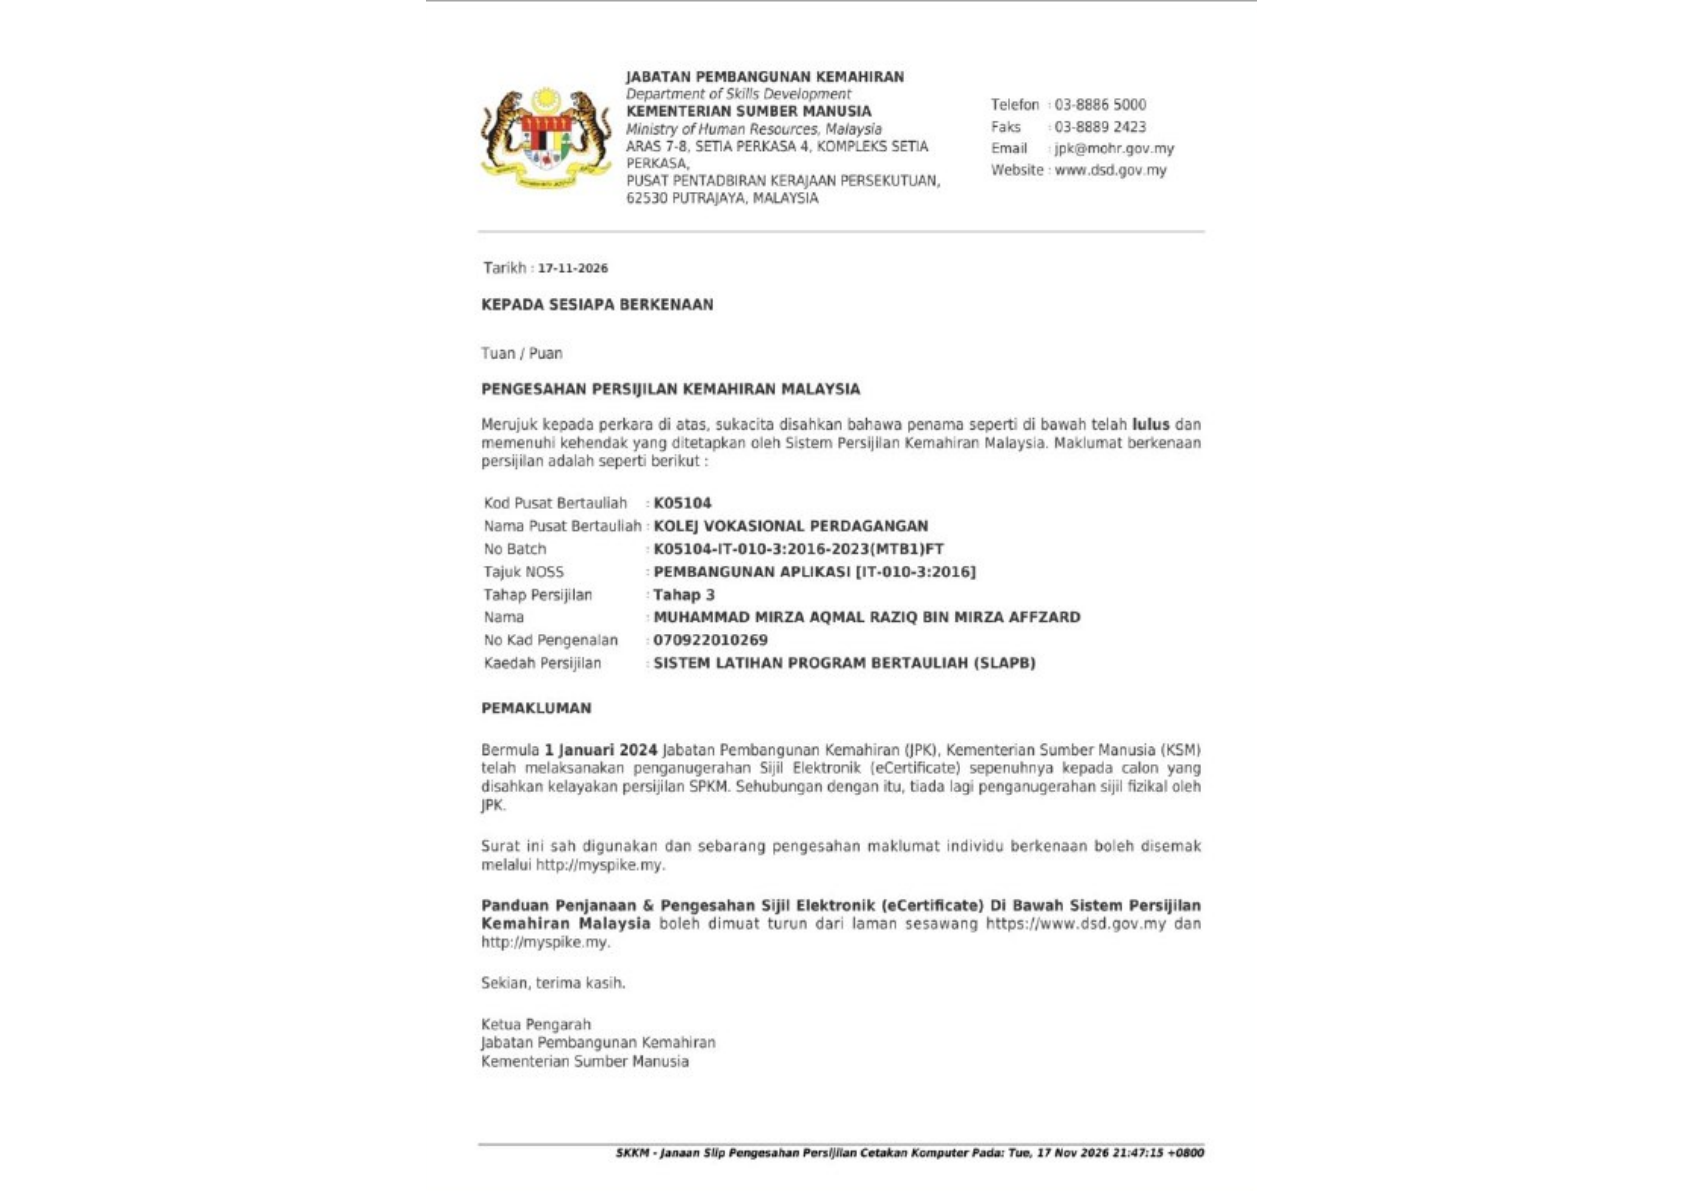 JABATAN PEMBANGUNAN KEMAHIRAN
Department of Skills Development
KEMENTERIAN SUMBER MANUSIA
Ministry of Human Resources, Malaysia
ARAS 7-8, SETIA PERKASA 4, KOMPLEKS SETIA
PERKASA,
PUSAT PENTADBIRAN KERAJAAN PERSEKUTUAN,
62530 PUTRAJAYA, MALAYSIA
Telefon : 03-8886 5000
Faks : 03-8889 2423
Email : jpk@mohr.gov.my
Website : www.dsd.gov.my
Tarikh : 17-11-2026
KEPADA SESIAPA BERKENAAN
Tuan / Puan
PENGESAHAN PERSIJILAN KEMAHIRAN MALAYSIA
Merujuk kepada perkara di atas, sukacita disahkan bahawa penama seperti di bawah telah lulus dan
memenuhi kehendak yang ditetapkan oleh Sistem Persijilan Kemahiran Malaysia. Maklumat berkenaan
persijilan adalah seperti berikut :
Kod Pusat Bertauliah : K05104
Nama Pusat Bertauliah : KOLEJ VOKASIONAL PERDAGANGAN
No Batch : K05104-IT-010-3:2016-2023(MTB1)FT
Tajuk NOSS : PEMBANGUNAN APLIKASI [IT-010-3:2016]
Tahap Persijilan : Tahap 3
Nama : MUHAMMAD MIRZA AQMAL RAZIQ BIN MIRZA AFFZARD
No Kad Pengenalan : 070922010269
Kaedah Persijilan : SISTEM LATIHAN PROGRAM BERTAULIAH (SLAPB)
PEMAKLUMAN
Bermula 1 Januari 2024 Jabatan Pembangunan Kemahiran (JPK), Kementerian Sumber Manusia (KSM)
telah melaksanakan penganugerahan Sijil Elektronik (eCertificate) sepenuhnya kepada calon yang
disahkan kelayakan persijilan SPKM. Sehubungan dengan itu, tiada lagi penganugerahan sijil fizikal oleh
JPK.
Surat ini sah digunakan dan sebarang pengesahan maklumat individu berkenaan boleh disemak
melalui http://myspike.my.
Panduan Penjanaan & Pengesahan Sijil Elektronik (eCertificate) Di Bawah Sistem Persijilan
Kemahiran Malaysia boleh dimuat turun dari laman sesawang https://www.dsd.gov.my dan
http://myspike.my.
Sekian, terima kasih.
Ketua Pengarah
Jabatan Pembangunan Kemahiran
Kementerian Sumber Manusia
SKKM - Janaan Slip Pengesahan Persijilan Cetakan Komputer Pada: Tue, 17 Nov 2026 21:47:15 +0800